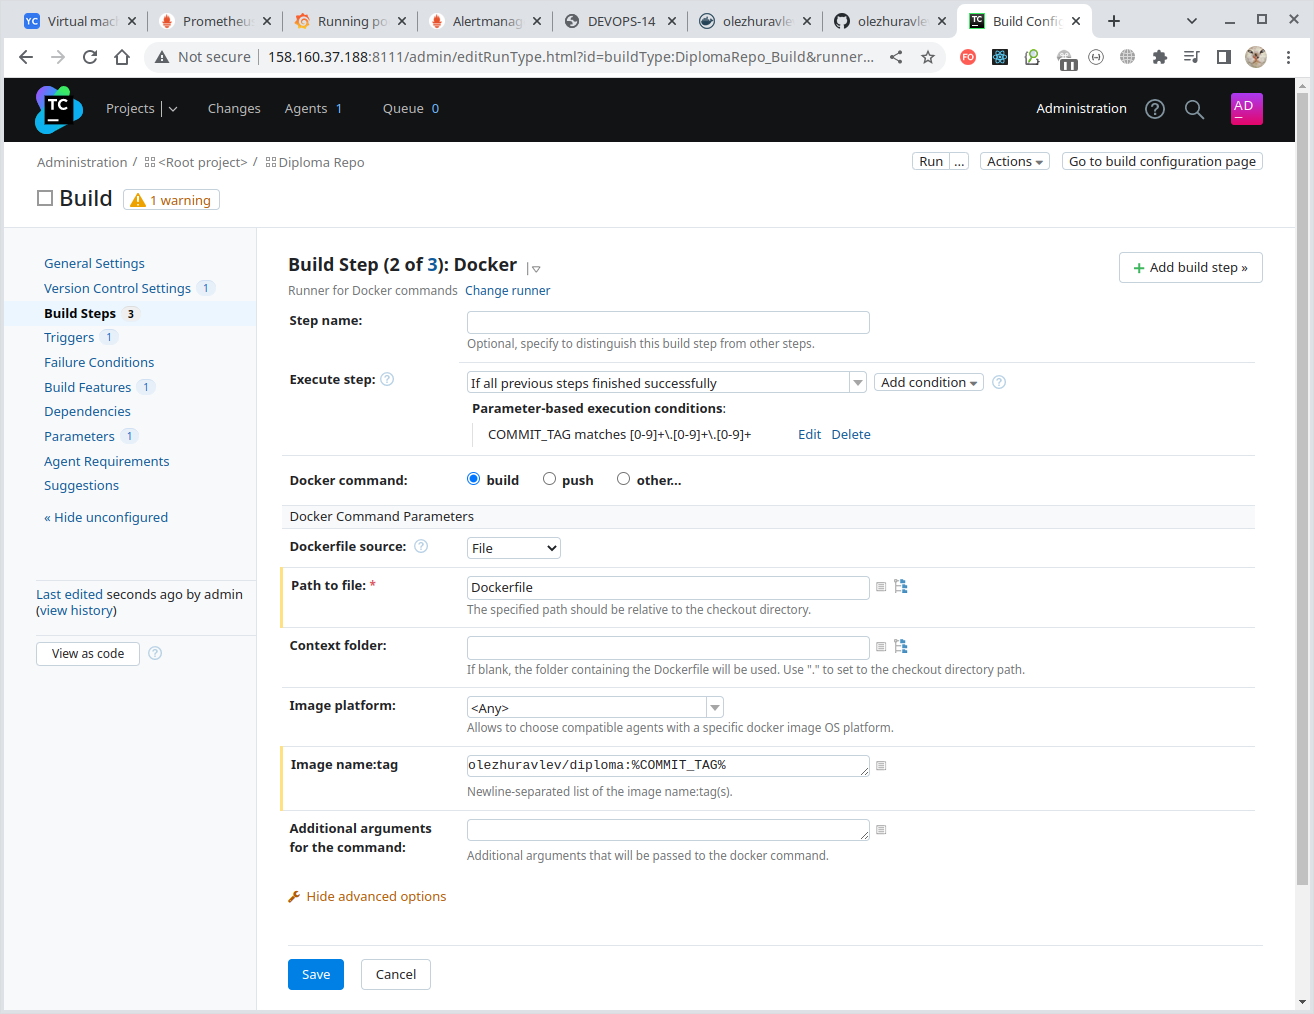 Virtual mac
Prometheus
Running po
Alertmanag
DEVOPS-14
olezhuravle
olezhuravle
Build Config
Not secure
158.160.37.188:8111/admin/editRunType.html?id=buildType:DiplomaRepo_Build&runner...
TC
Projects
Changes
Agents 1
Queue 0
Administration
AD
Administration / <Root project> / Diploma Repo
Run ...
Actions
Go to build configuration page
Build
1 warning
General Settings
Version Control Settings 1
Build Steps 3
Triggers 1
Failure Conditions
Build Features 1
Dependencies
Parameters 1
Agent Requirements
Suggestions
« Hide unconfigured
Last edited seconds ago by admin
(view history)
View as code
Build Step (2 of 3): Docker
Add build step »
Runner for Docker commands Change runner
Step name:
Optional, specify to distinguish this build step from other steps.
Execute step:
If all previous steps finished successfully
Add condition
Parameter-based execution conditions:
COMMIT_TAG matches [0-9]+\.[0-9]+\.[0-9]+
Edit Delete
Docker command:
build
push
other...
Docker Command Parameters
Dockerfile source:
File
Path to file: *
Dockerfile
The specified path should be relative to the checkout directory.
Context folder:
If blank, the folder containing the Dockerfile will be used. Use "." to set to the checkout directory path.
Image platform:
<Any>
Allows to choose compatible agents with a specific docker image OS platform.
Image name:tag
olezhuravlev/diploma:%COMMIT_TAG%
Newline-separated list of the image name:tag(s).
Additional arguments
for the command:
Additional arguments that will be passed to the docker command.
Hide advanced options
Save
Cancel